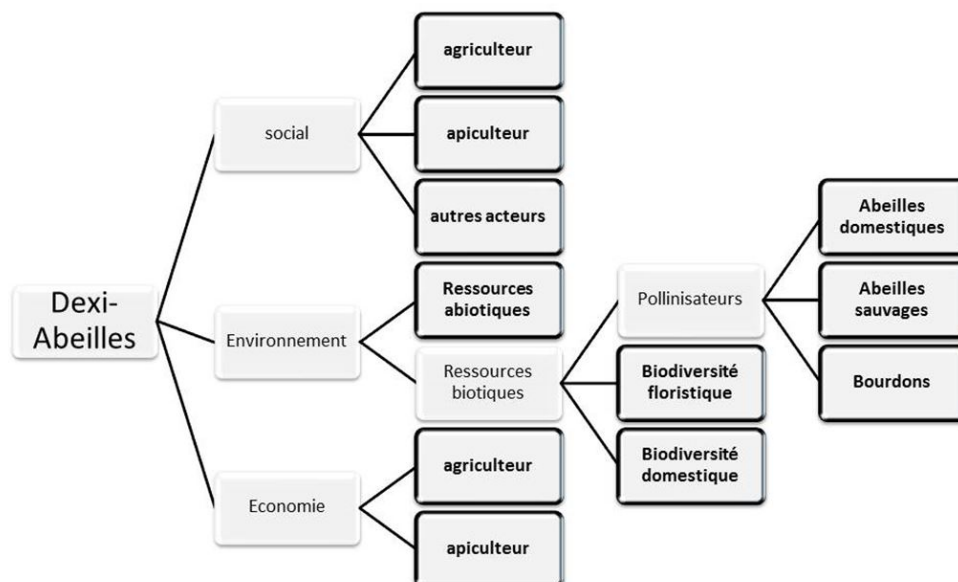 Dexi-
Abeilles
social
agriculteur
apiculteur
autres acteurs
Environnement
Ressources
abiotiques
Ressources
biotiques
Pollinisateurs
Abeilles
domestiques
Abeilles
sauvages
Bourdons
Biodiversité
floristique
Biodiversité
domestique
Economie
agriculteur
apiculteur